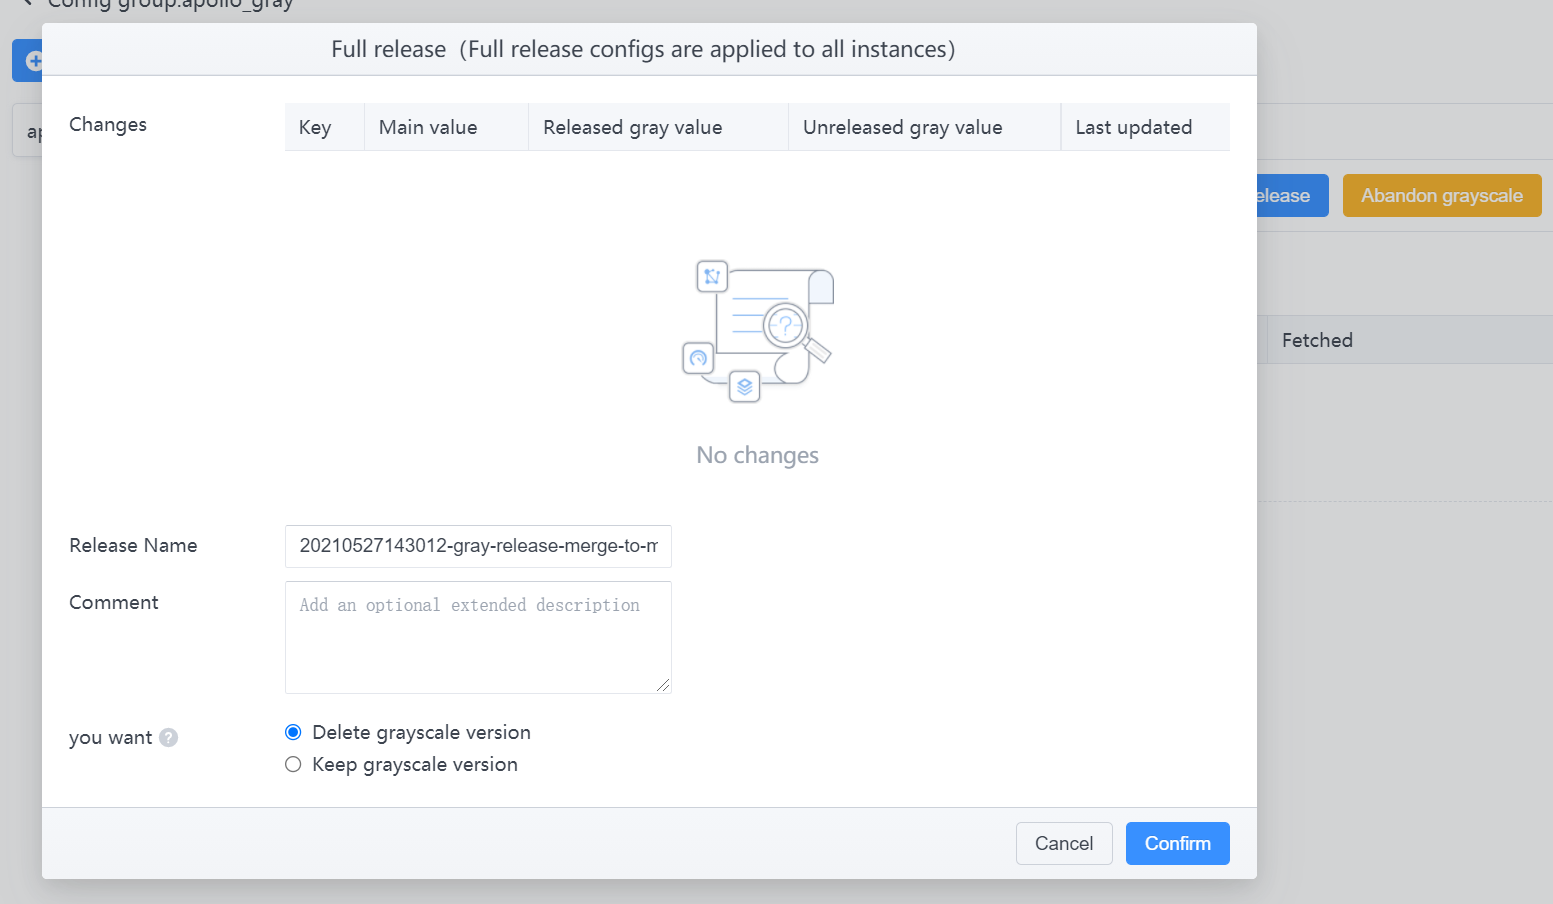 Config group:apollo_gray
Full release（Full release configs are applied to all instances）
Changes
Key
Main value
Released gray value
Unreleased gray value
Last updated
ap
elease
Abandon grayscale
Fetched
No changes
Release Name
20210527143012-gray-release-merge-to-m
Comment
Add an optional extended description
you want ?
Delete grayscale version
Keep grayscale version
Cancel
Confirm